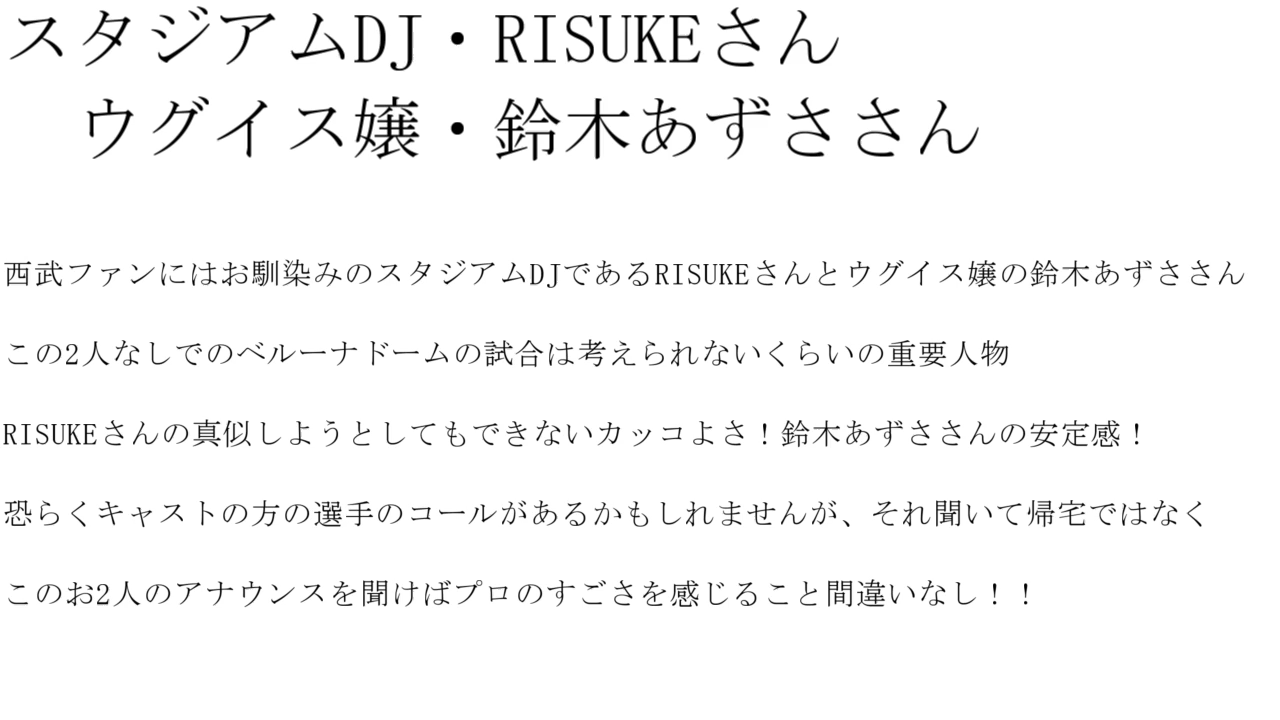 スタジアムDJ・RISUKEさん
ウグイス嬢・鈴木あずささん
西武ファンにはお馴染みのスタジアムDJであるRISUKEさんとウグイス嬢の鈴木あずささん
この2人なしでのベルーナドームの試合は考えられないくらいの重要人物
RISUKEさんの真似しようとしてもできないカッコよさ！鈴木あずささんの安定感！
恐らくキャストの方の選手のコールがあるかもしれませんが、それ聞いて帰宅ではなく
このお2人のアナウンスを聞けばプロのすごさを感じること間違いなし！！